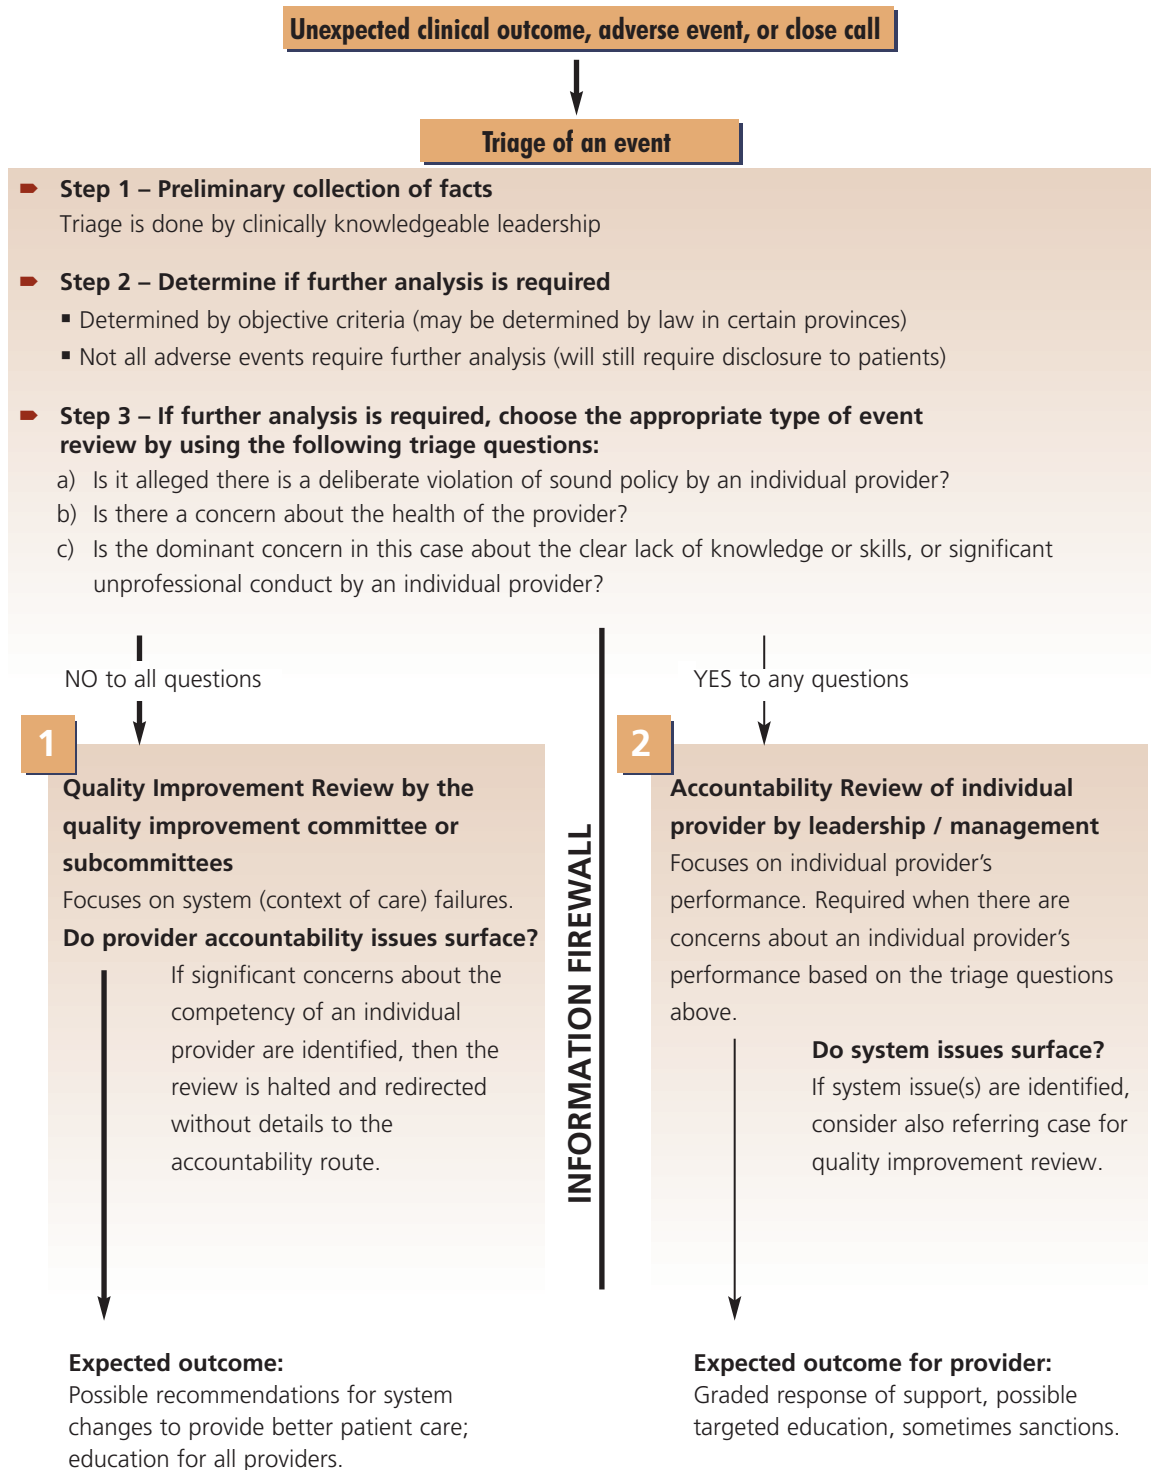 Unexpected clinical outcome, adverse event, or close call
Triage of an event
Step 1 – Preliminary collection of facts
Triage is done by clinically knowledgeable leadership
Step 2 – Determine if further analysis is required
▪ Determined by objective criteria (may be determined by law in certain provinces)
▪ Not all adverse events require further analysis (will still require disclosure to patients)
Step 3 – If further analysis is required, choose the appropriate type of event
review by using the following triage questions:
a) Is it alleged there is a deliberate violation of sound policy by an individual provider?
b) Is there a concern about the health of the provider?
c) Is the dominant concern in this case about the clear lack of knowledge or skills, or significant
unprofessional conduct by an individual provider?
NO to all questions
1
Quality Improvement Review by the
quality improvement committee or
subcommittees
Focuses on system (context of care) failures.
Do provider accountability issues surface?
If significant concerns about the
competency of an individual
provider are identified, then the
review is halted and redirected
without details to the
accountability route.
Expected outcome:
Possible recommendations for system
changes to provide better patient care;
education for all providers.
INFORMATION FIREWALL
YES to any questions
2
Accountability Review of individual
provider by leadership / management
Focuses on individual provider’s
performance. Required when there are
concerns about an individual provider’s
performance based on the triage questions
above.
Do system issues surface?
If system issue(s) are identified,
consider also referring case for
quality improvement review.
Expected outcome for provider:
Graded response of support, possible
targeted education, sometimes sanctions.